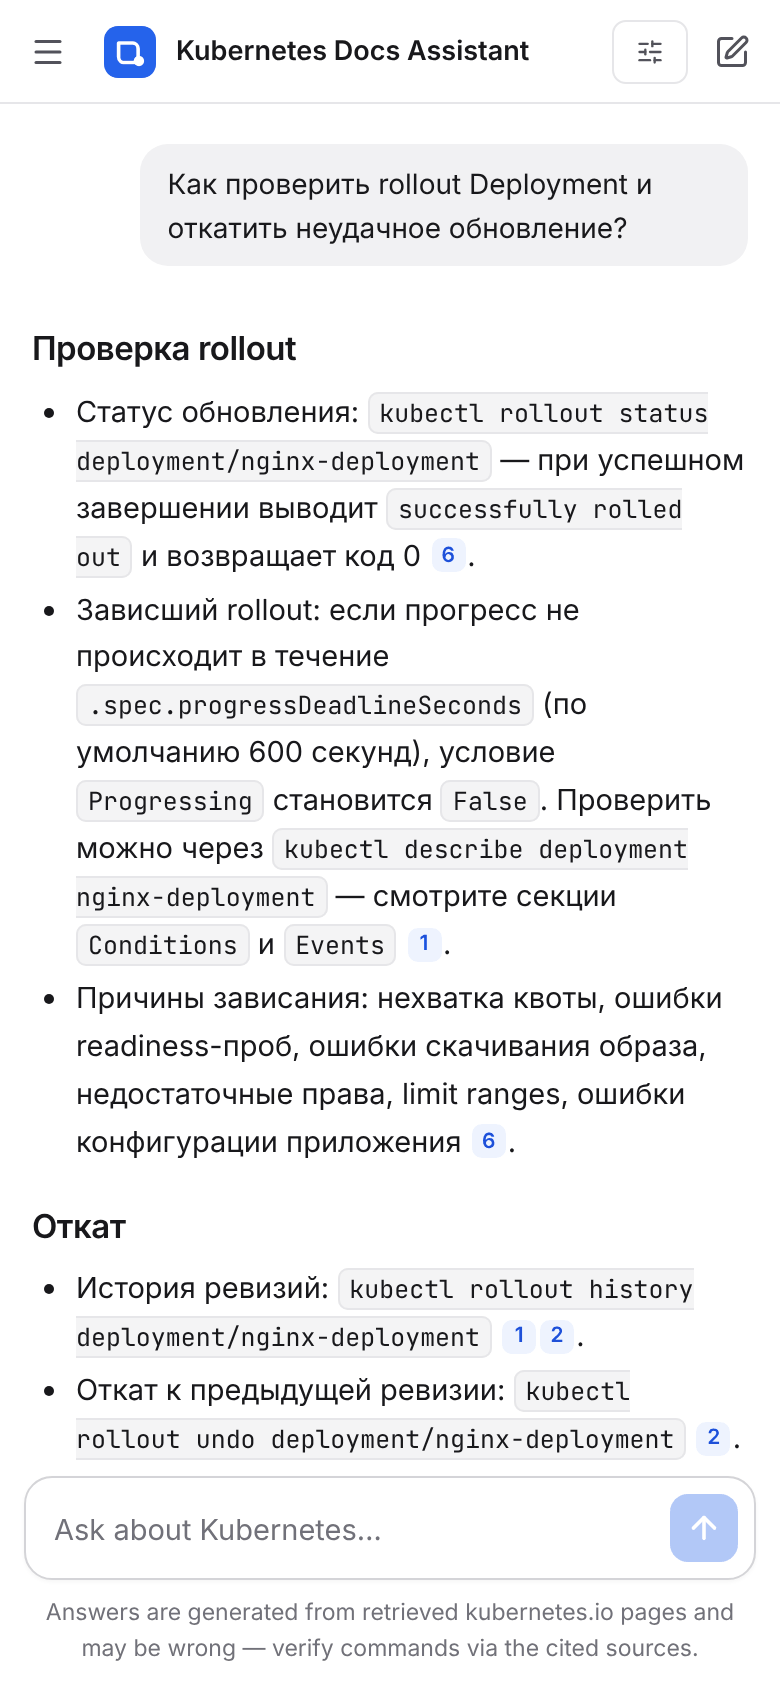 Kubernetes Docs Assistant
Как проверить rollout Deployment и
откатить неудачное обновление?
Проверка rollout
• Статус обновления: kubectl rollout status
deployment/nginx-deployment — при успешном
завершении выводит successfully rolled
out и возвращает код 0 6.
• Зависший rollout: если прогресс не
происходит в течение
.spec.progressDeadlineSeconds (по
умолчанию 600 секунд), условие
Progressing становится False. Проверить
можно через kubectl describe deployment
nginx-deployment — смотрите секции
Conditions и Events 1.
• Причины зависания: нехватка квоты, ошибки
readiness-проб, ошибки скачивания образа,
недостаточные права, limit ranges, ошибки
конфигурации приложения 6.
Откат
• История ревизий: kubectl rollout history
deployment/nginx-deployment 1 2.
• Откат к предыдущей ревизии: kubectl
rollout undo deployment/nginx-deployment 2.
Ask about Kubernetes...
Answers are generated from retrieved kubernetes.io pages and
may be wrong — verify commands via the cited sources.